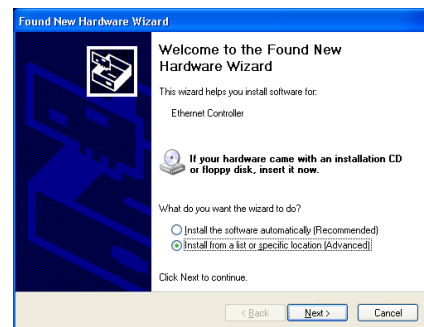 Found New Hardware Wizard
Welcome to the Found New
Hardware Wizard
This wizard helps you install software for:
Ethernet Controller
If your hardware came with an installation CD
or floppy disk, insert it now.
What do you want the wizard to do?
Install the software automatically (Recommended)
Install from a list or specific location (Advanced)
Click Next to continue.
< Back Next > Cancel